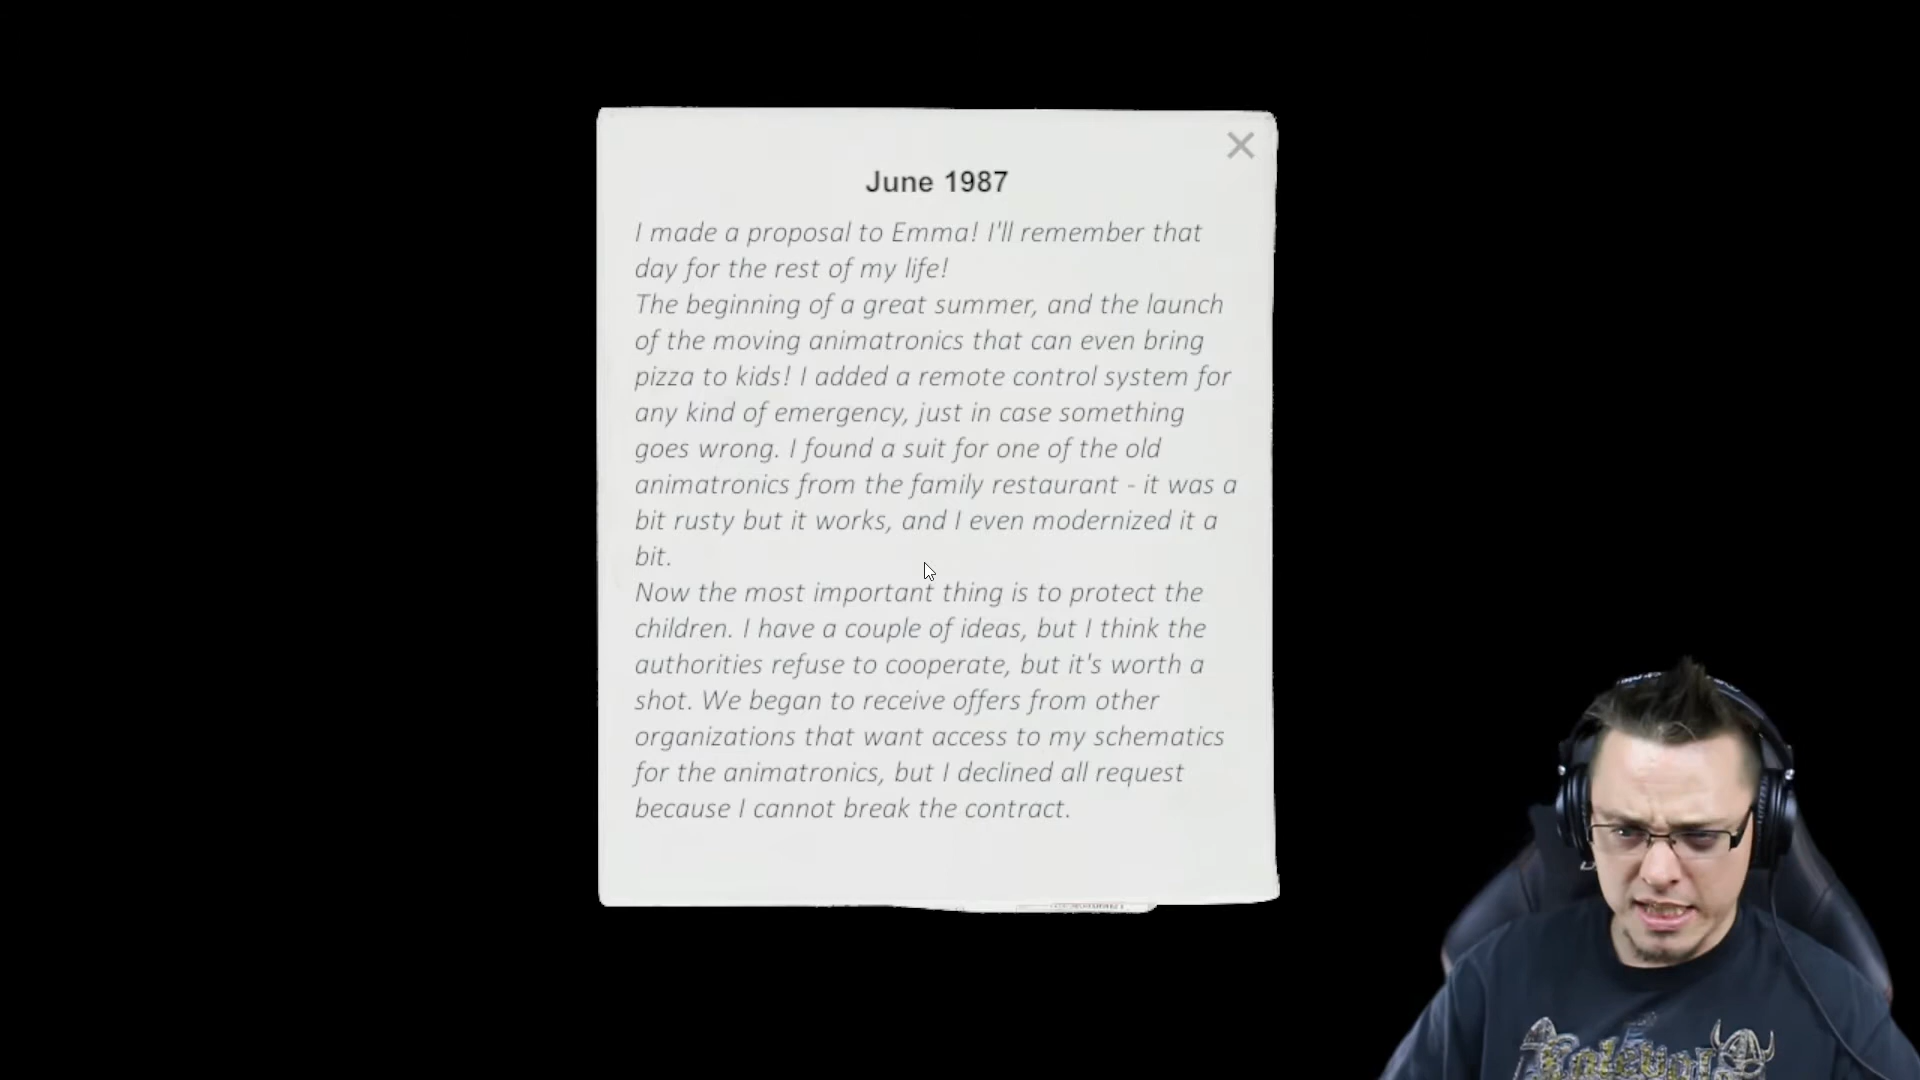 June 1987
I made a proposal to Emma! I'll remember that
day for the rest of my life!
The beginning of a great summer, and the launch
of the moving animatronics that can even bring
pizza to kids! I added a remote control system for
any kind of emergency, just in case something
goes wrong. I found a suit for one of the old
animatronics from the family restaurant - it was a
bit rusty but it works, and I even modernized it a
bit.
Now the most important thing is to protect the
children. I have a couple of ideas, but I think the
authorities refuse to cooperate, but it's worth a
shot. We began to receive offers from other
organizations that want access to my schematics
for the animatronics, but I declined all request
because I cannot break the contract.